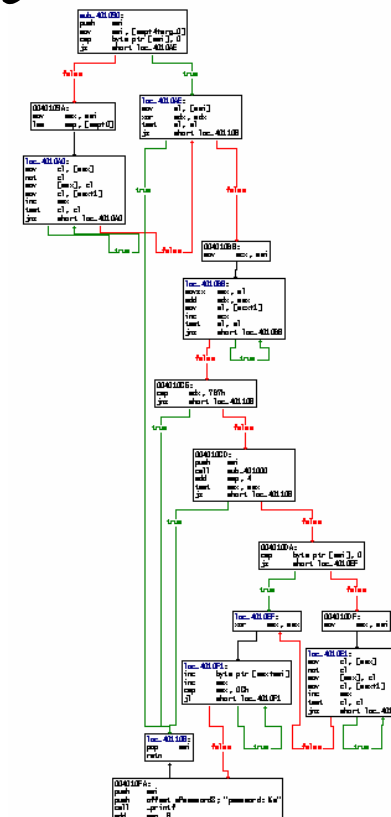 sub_401090:
push esi
mov esi, [esp+4+arg_0]
cmp byte ptr [esi], 0
jz short loc_4010AE
false
true
0040109A:
mov eax, esi
loc_4010AE:
mov al, [esi]
xor edx, edx
test al, al
jz short loc_40110B
loc_4010A0:
mov cl, [eax]
not cl
mov [eax], cl
mov cl, [eax+1]
inc eax
test cl, cl
jnz short loc_4010A0
true
false
true
false
004010B8:
mov ecx, esi
loc_4010BB:
movsx eax, al
add edx, eax
mov al, [ecx+1]
inc ecx
test al, al
jnz short loc_4010BB
false
true
004010C5:
cmp edx, 787h
jnz short loc_40110B
true
false
004010CD:
push esi
call sub_401000
add esp, 4
test eax, eax
jz short loc_40110B
true
false
004010DA:
cmp byte ptr [esi], 0
jz short loc_4010EF
true
false
loc_4010EF:
xor eax, eax
004010DF:
mov eax, esi
loc_4010F1:
inc byte ptr [eax+esi]
inc eax
cmp eax, 0Ch
jl short loc_4010F1
loc_4010E1:
mov cl, [eax]
not cl
mov [eax], cl
mov cl, [eax+1]
inc eax
test cl, cl
false
true
false
true
loc_40110B:
pop esi
retn
004010FA:
push esi
push offset aPasswordS; "password: %s"
call _printf
add esp, 8